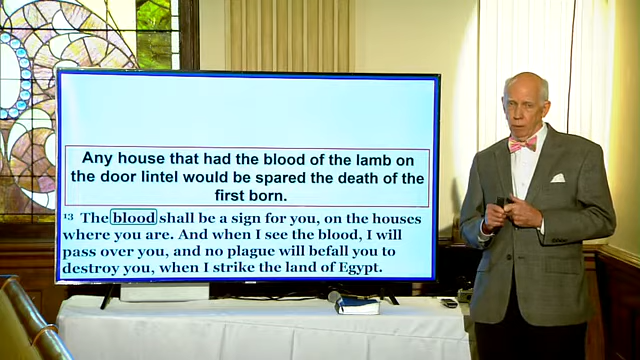 Any house that had the blood of the lamb on
the door lintel would be spared the death of the
first born.
13 The blood shall be a sign for you, on the houses
where you are. And when I see the blood, I will
pass over you, and no plague will befall you to
destroy you, when I strike the land of Egypt.